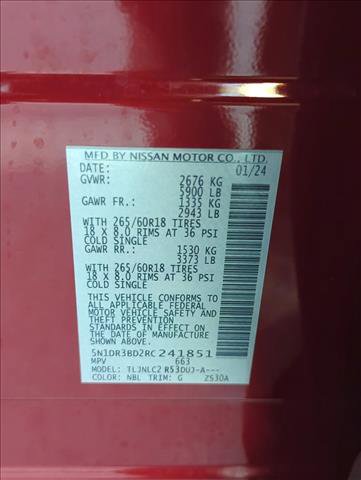 MFD BY NISSAN MOTOR CO., LTD.
DATE: 01/24
GVWR: 2676 KG
5900 LB
GAWR FR.: 1335 KG
2943 LB
WITH 265/60R18 TIRES
18 X 8.0 RIMS AT 36 PSI
COLD SINGLE
GAWR RR.: 1530 KG
3373 LB
WITH 265/60R18 TIRES
18 X 8.0 RIMS AT 36 PSI
COLD SINGLE
THIS VEHICLE CONFORMS TO
ALL APPLICABLE FEDERAL
MOTOR VEHICLE SAFETY
STANDARDS IN EFFECT ON
THE DATE OF MANUFACTURE
SHOWN ABOVE.
5N1DR3BD2RC241851
MPV 663
MODEL: TLJNLC2 R53DUJ-A---
COLOR: NBL TRIM: G ZS30A